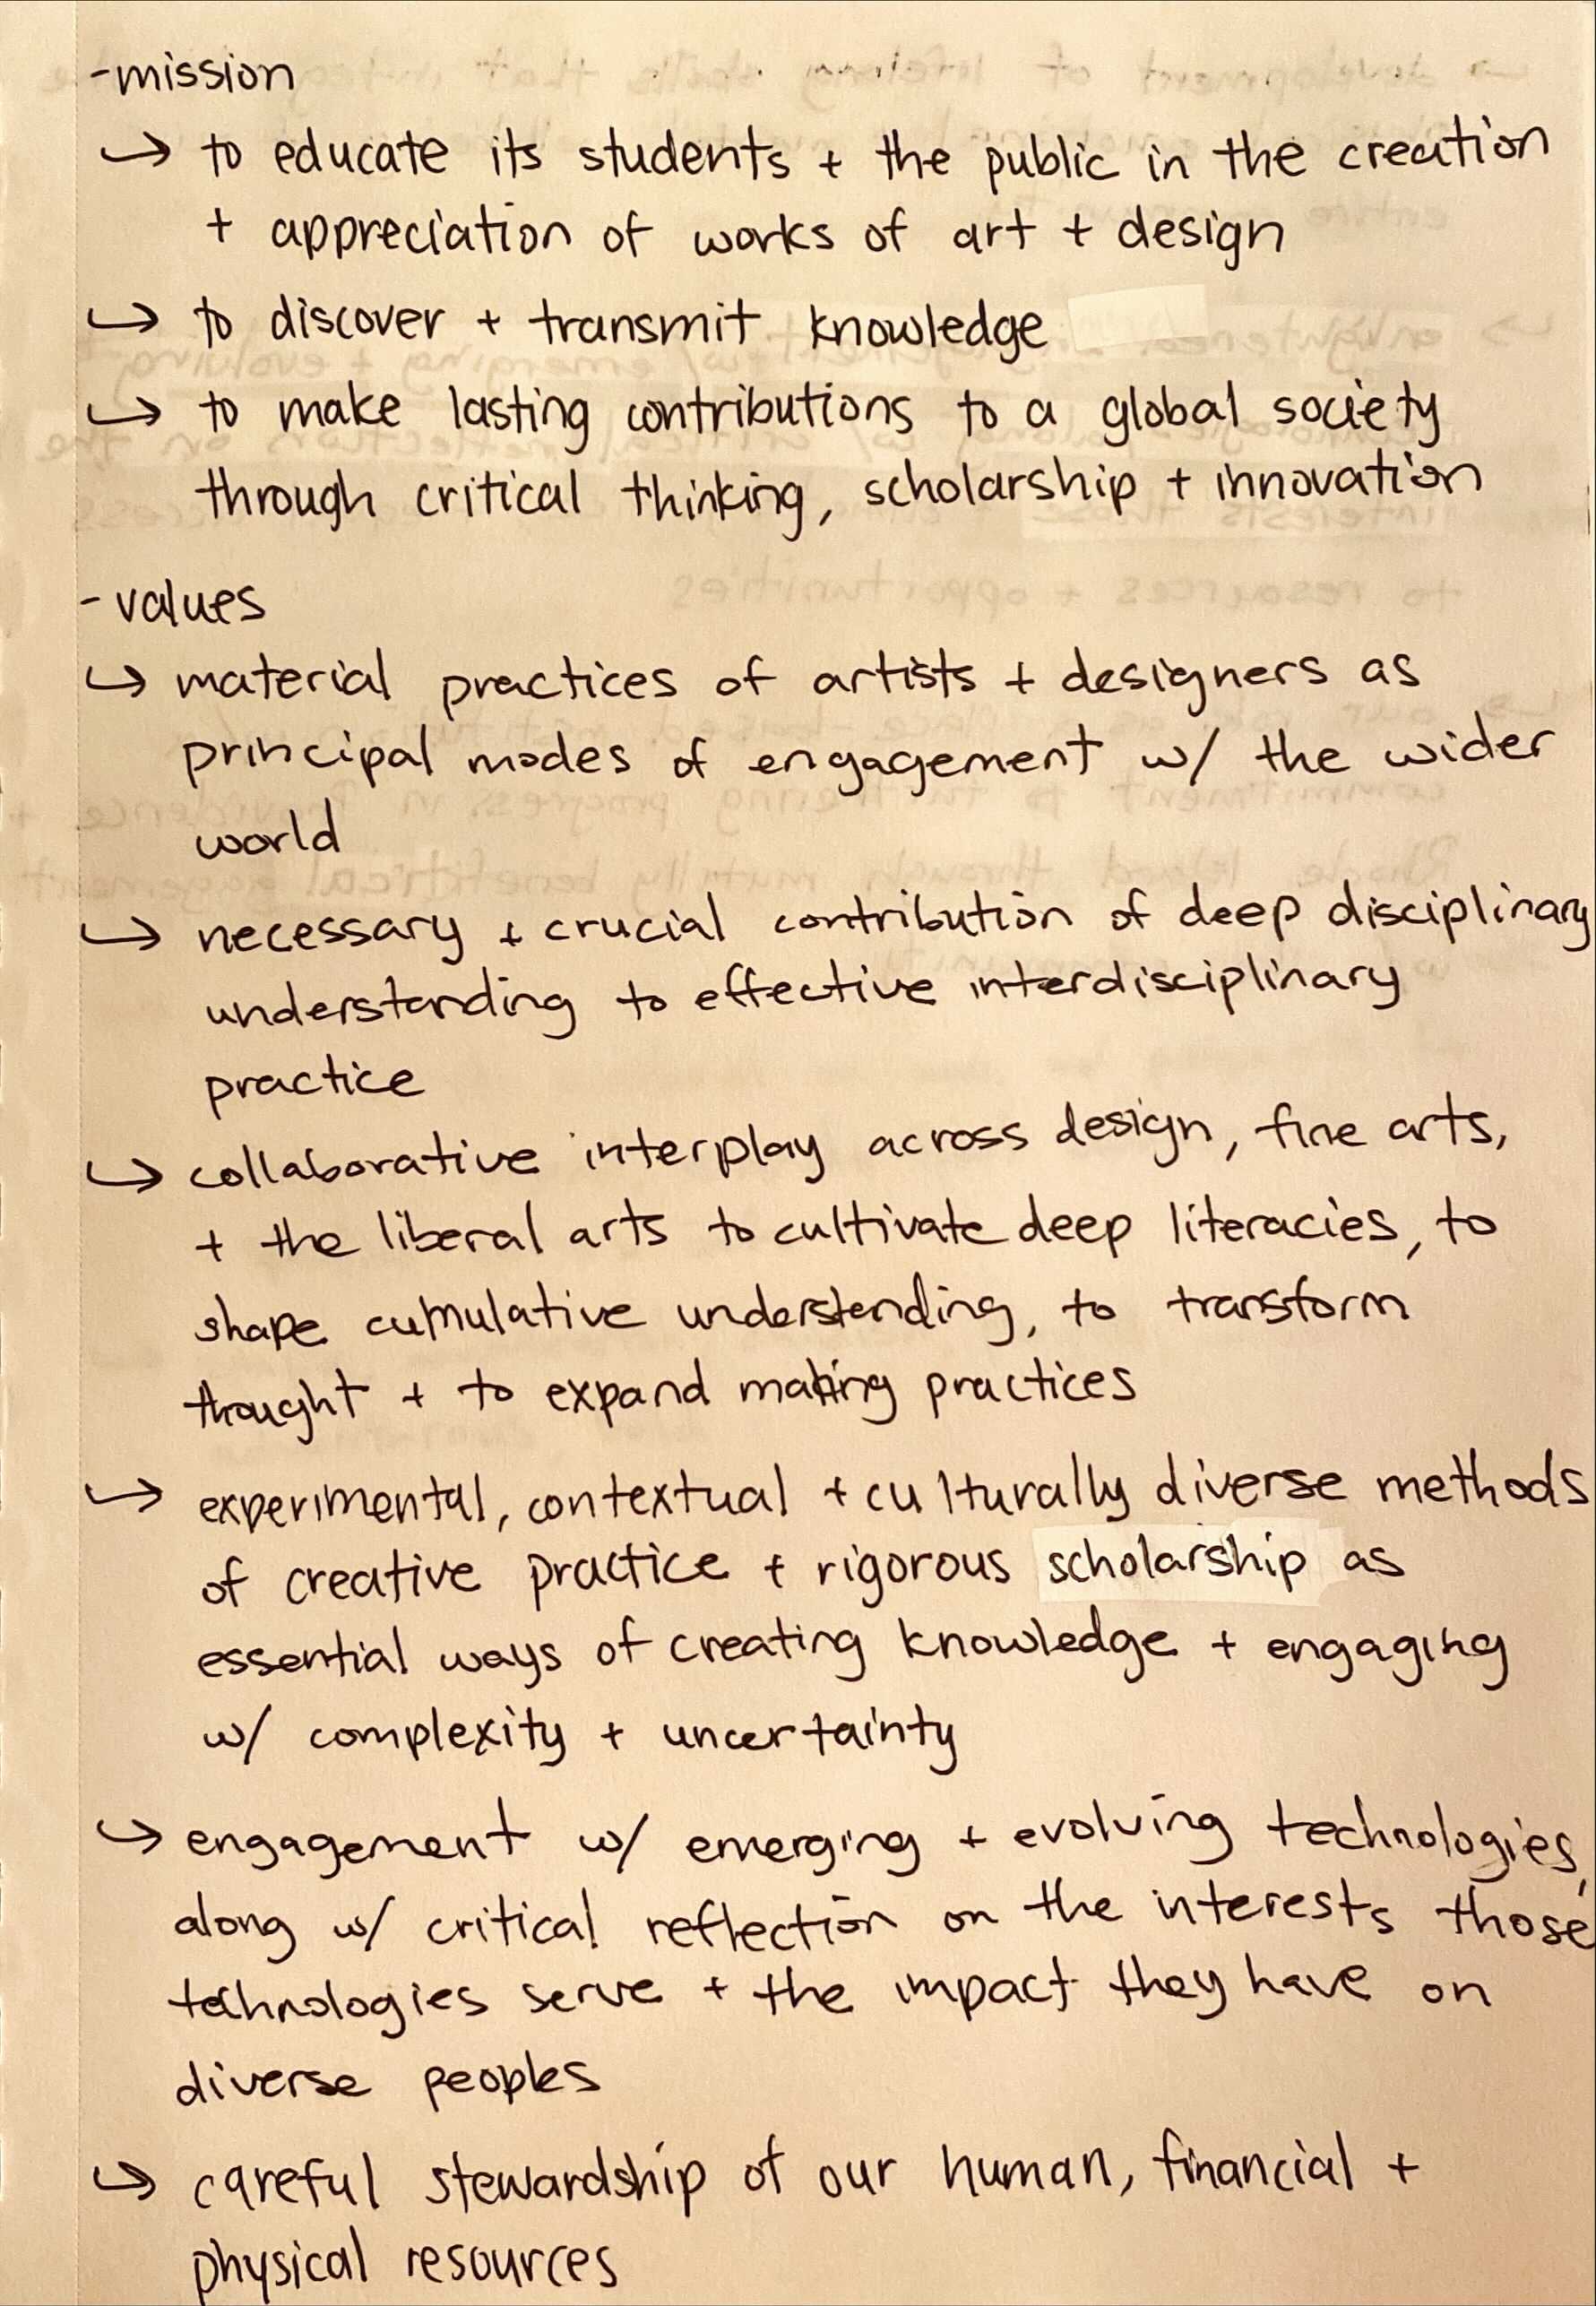 -mission
↪ to educate its students + the public in the creation
+ appreciation of works of art + design
↪ to discover + transmit knowledge
↪ to make lasting contributions to a global society
through critical thinking, scholarship + innovation
-values
↪ material practices of artists + designers as
principal modes of engagement w/ the wider
world
↪ necessary + crucial contribution of deep disciplinary
understanding to effective interdisciplinary
practice
↪ collaborative interplay across design, fine arts,
+ the liberal arts to cultivate deep literacies, to
shape cumulative understanding, to transform
thought + to expand making practices
↪ experimental, contextual + culturally diverse methods
of creative practice + rigorous scholarship as
essential ways of creating knowledge + engaging
w/ complexity + uncertainty
↪ engagement w/ emerging + evolving technologies,
along w/ critical reflection on the interests those
technologies serve + the impact they have on
diverse peoples
↪ careful stewardship of our human, financial +
physical resources